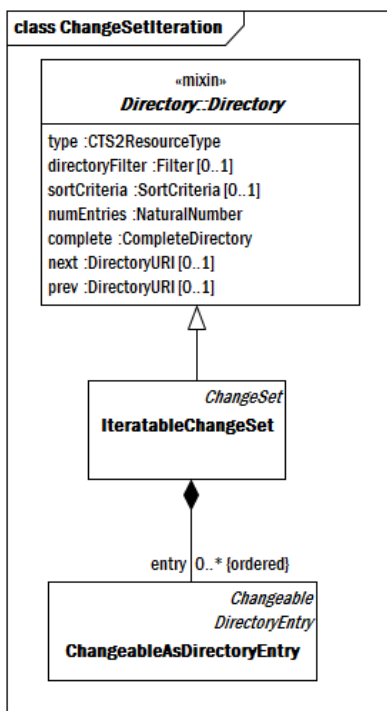 class ChangeSetIteration
«mixin»
Directory::Directory
type :CTS2ResourceType
directoryFilter :Filter [0..1]
sortCriteria :SortCriteria [0..1]
numEntries :NaturalNumber
complete :CompleteDirectory
next :DirectoryURI [0..1]
prev :DirectoryURI [0..1]
ChangeSet
IteratableChangeSet
entry 0..* {ordered}
Changeable
DirectoryEntry
ChangeableAsDirectoryEntry